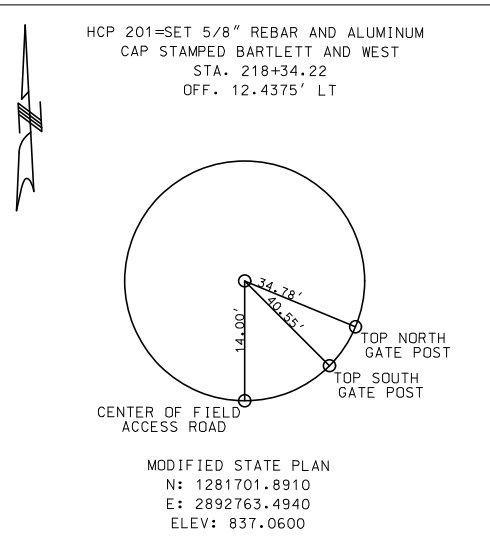 HCP 201=SET 5/8" REBAR AND ALUMINUM
CAP STAMPED BARTLETT AND WEST
STA. 218+34.22
OFF. 12.4375' LT
N
34.78'
40.55'
14.00'
TOP NORTH
GATE POST
TOP SOUTH
GATE POST
CENTER OF FIELD
ACCESS ROAD
MODIFIED STATE PLAN
N: 1281701.8910
E: 2892763.4940
ELEV: 837.0600